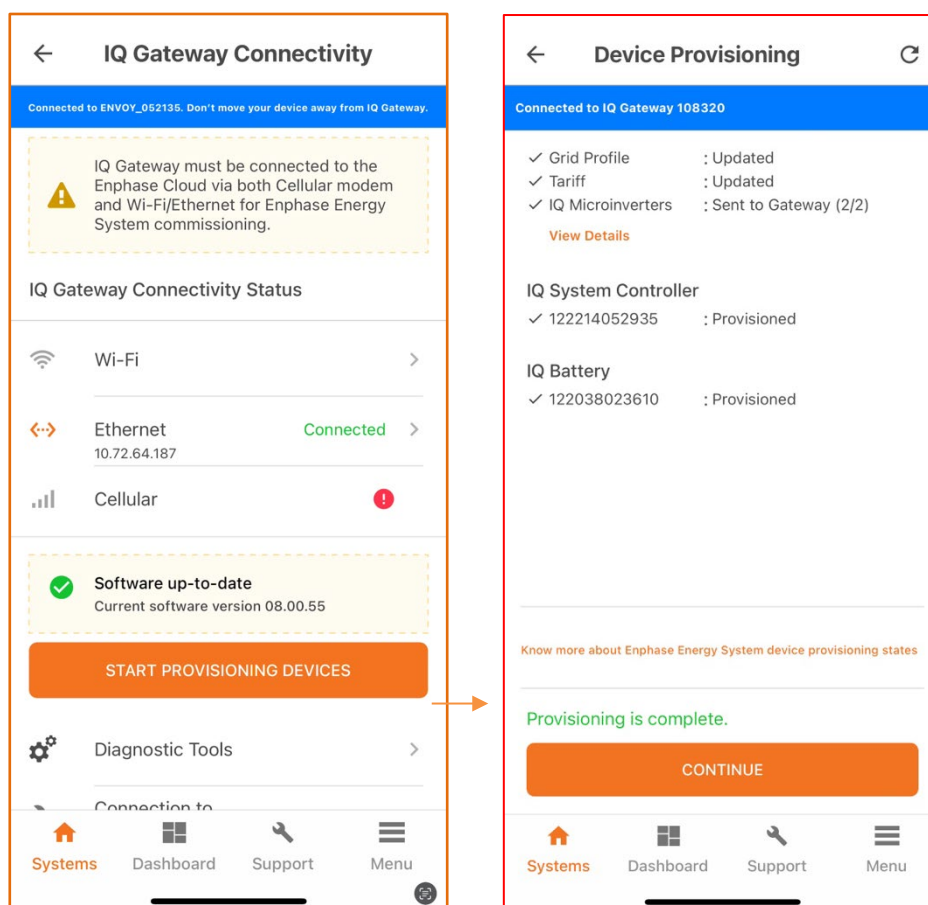 IQ Gateway Connectivity
Connected to ENVOY_052135. Don't move your device away from IQ Gateway.
IQ Gateway must be connected to the
Enphase Cloud via both Cellular modem
and Wi-Fi/Ethernet for Enphase Energy
System commissioning.
IQ Gateway Connectivity Status
Wi-Fi
Ethernet Connected
10.72.64.187
Cellular
Software up-to-date
Current software version 08.00.55
START PROVISIONING DEVICES
Diagnostic Tools
Connection to
Systems Dashboard Support Menu
Device Provisioning
Connected to IQ Gateway 108320
Grid Profile : Updated
Tariff : Updated
IQ Microinverters : Sent to Gateway (2/2)
View Details
IQ System Controller
122214052935 : Provisioned
IQ Battery
122038023610 : Provisioned
Know more about Enphase Energy System device provisioning states
Provisioning is complete.
CONTINUE
Systems Dashboard Support Menu